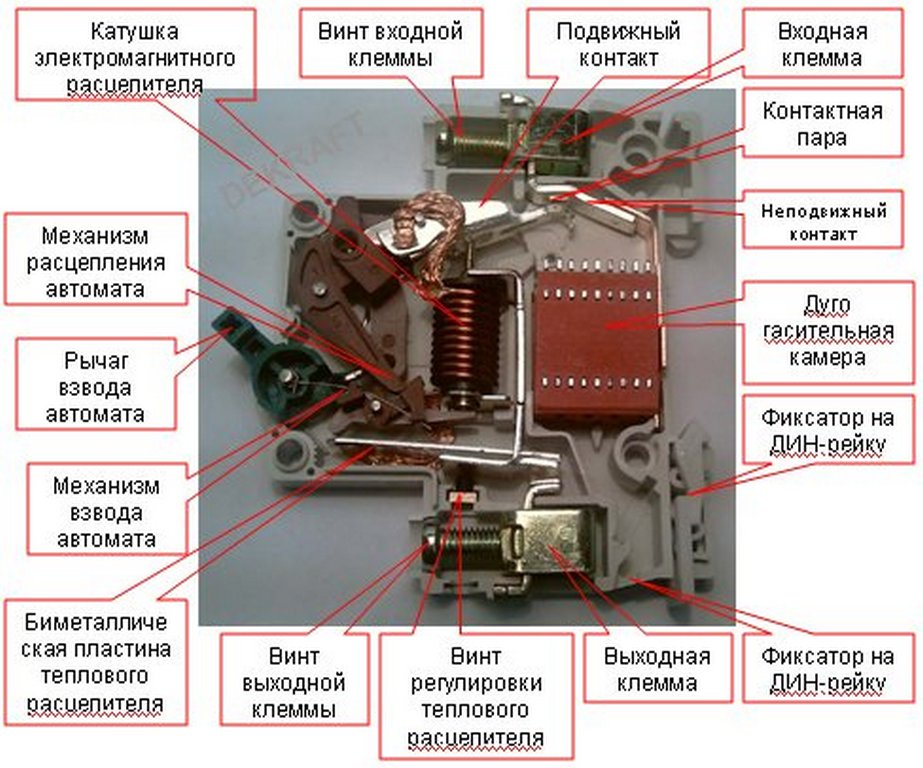 Катушка
электромагнитного
расцепителя
Винт входной
клеммы
Подвижный
контакт
Входная
клемма
Контактная
пара
Неподвижный
контакт
DEKRAFT
Механизм
расцепления
автомата
Дуго
гасительная
камера
Рычаг
взвода
автомата
Фиксатор на
ДИН-рейку
Механизм
взвода
автомата
Биметалличе
ская пластина
теплового
расцепителя
Винт
выходной
клеммы
Винт
регулировки
теплового
расцепителя
Выходная
клемма
Фиксатор на
ДИН-рейку